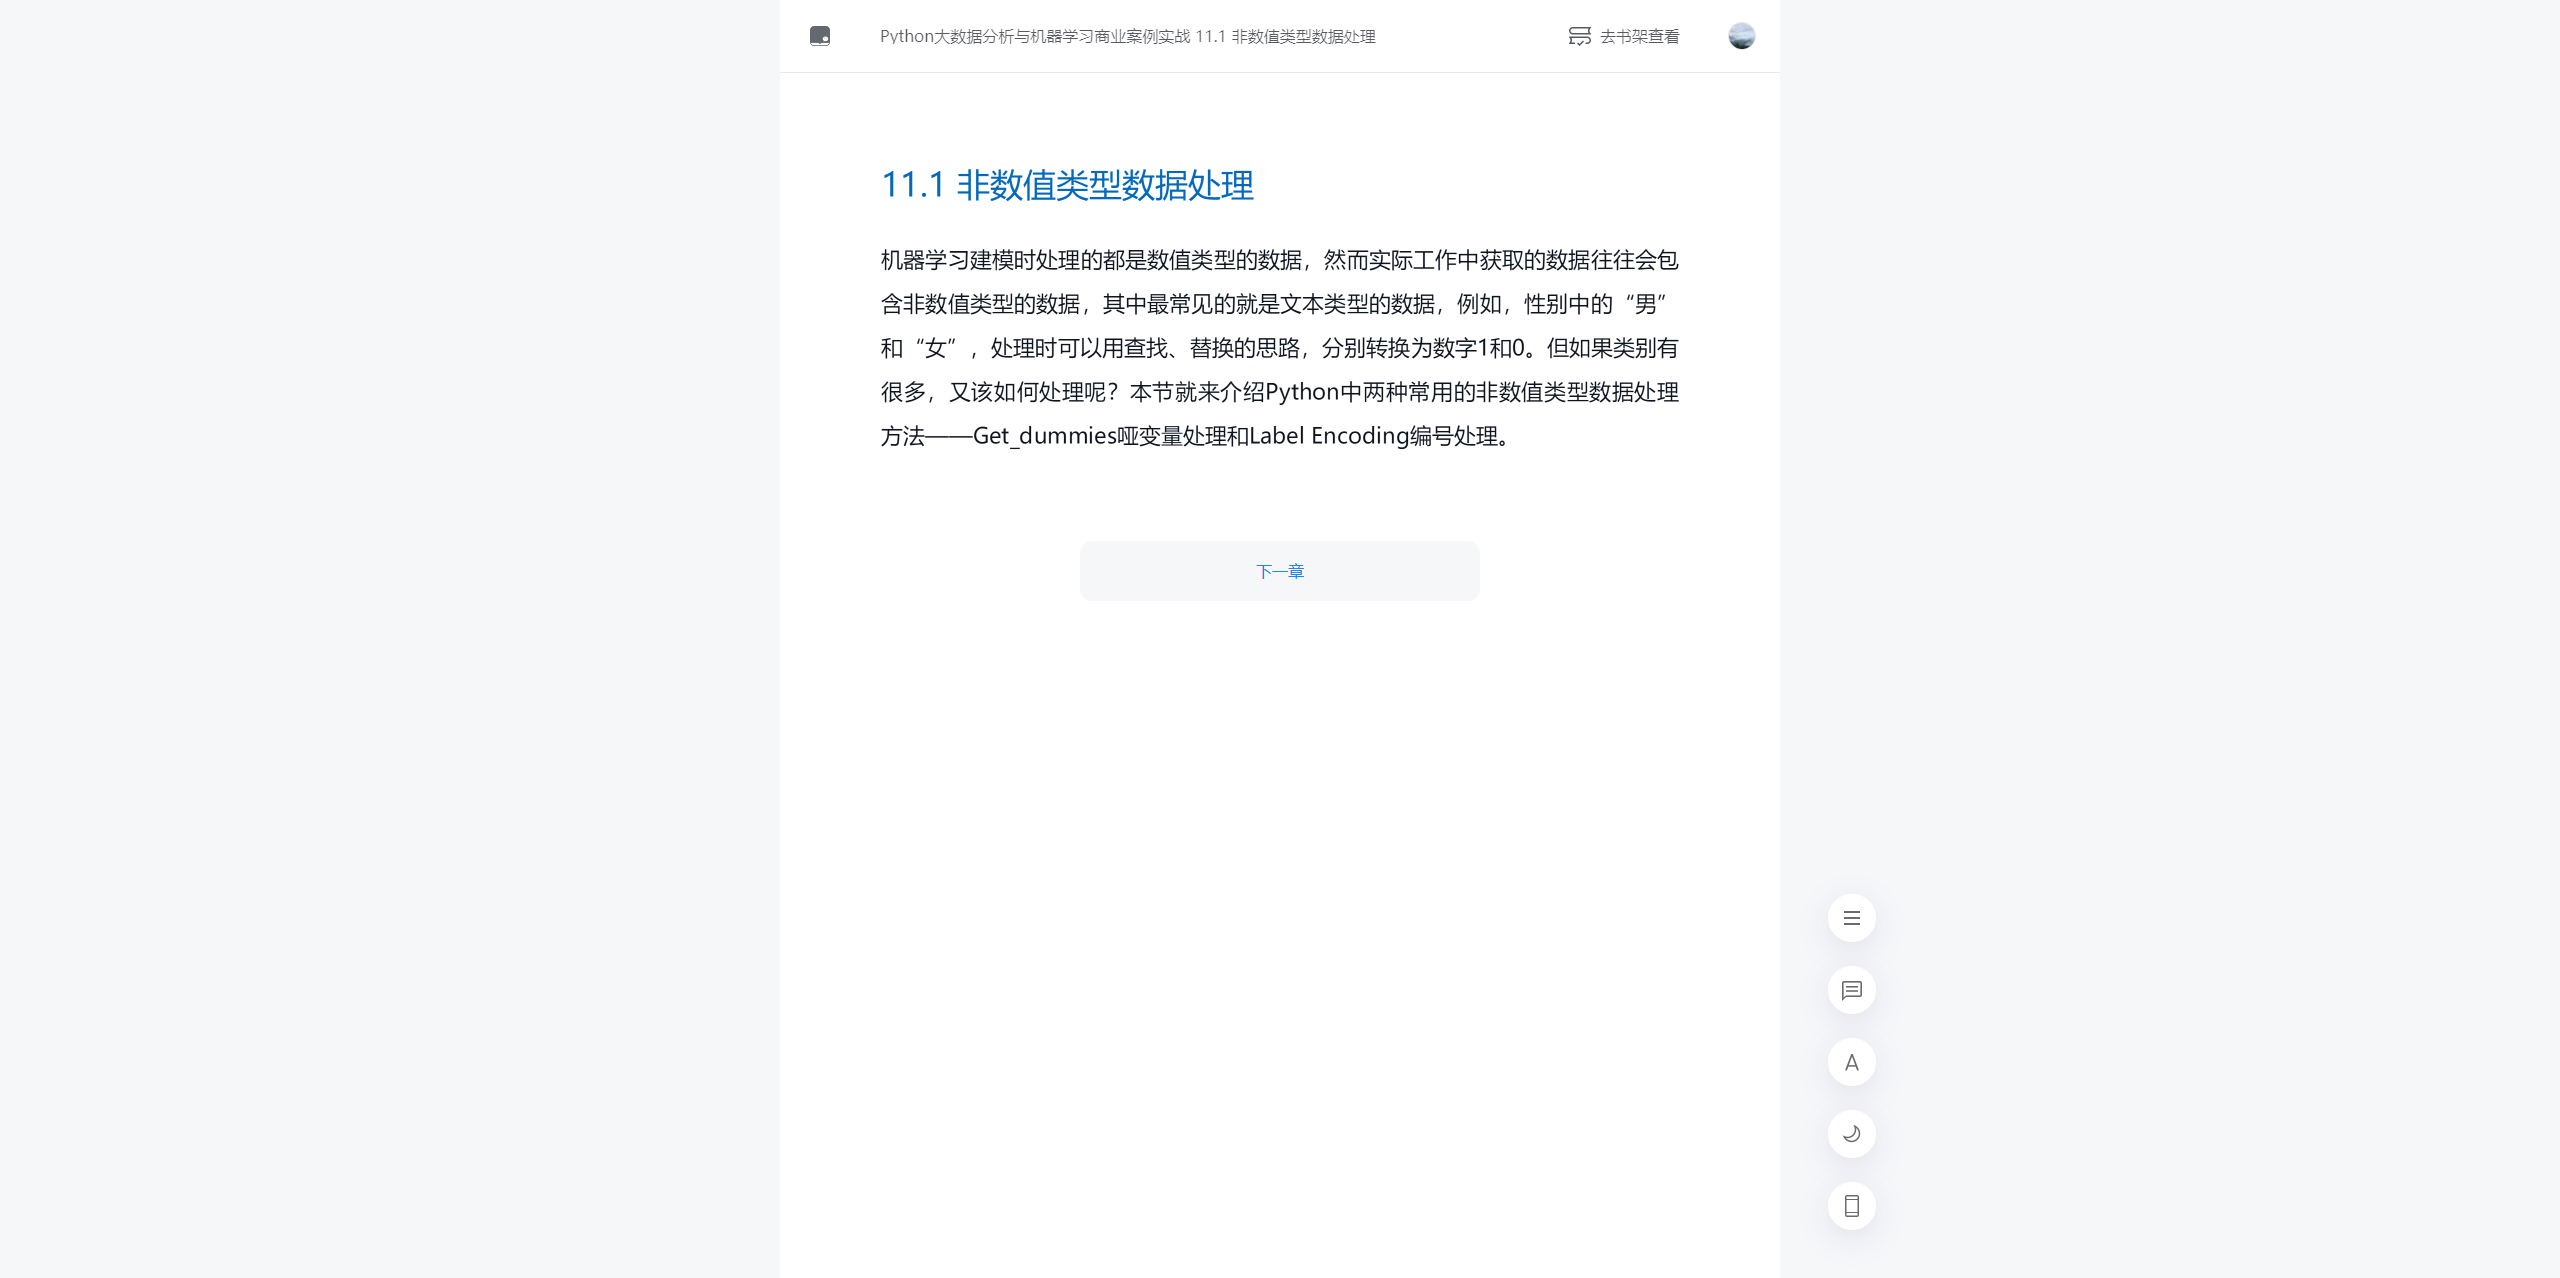 Python大数据分析与机器学习商业案例实战 11.1 非数值类型数据处理
去书架查看
11.1 非数值类型数据处理
机器学习建模时处理的都是数值类型的数据，然而实际工作中获取的数据往往会包
含非数值类型的数据，其中最常见的就是文本类型的数据，例如，性别中的“男”
和“女”，处理时可以用查找、替换的思路，分别转换为数字1和0。但如果类别有
很多，又该如何处理呢？本节就来介绍Python中两种常用的非数值类型数据处理
方法——Get_dummies哑变量处理和Label Encoding编号处理。
下一章
A